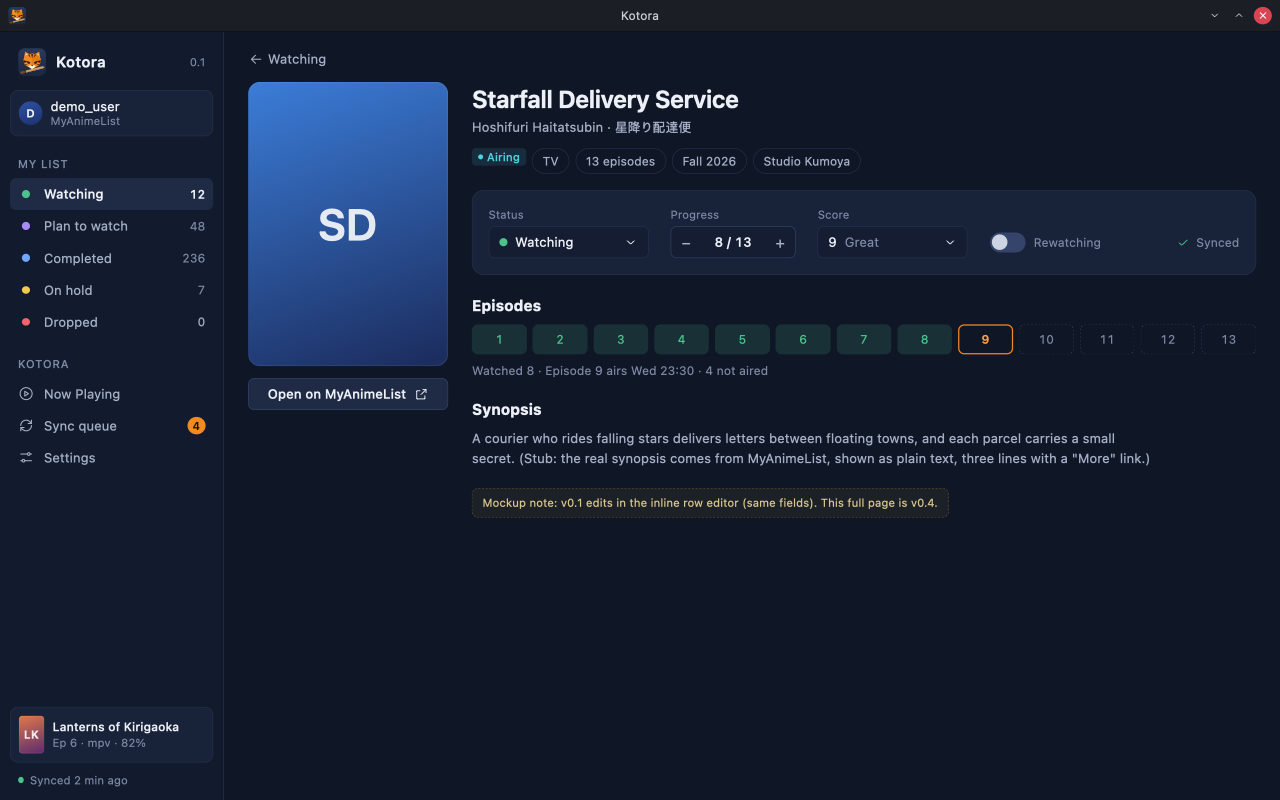 Kotora
Kotora 0.1
D demo_user
MyAnimeList
MY LIST
Watching 12
Plan to watch 48
Completed 236
On hold 7
Dropped 0
KOTORA
Now Playing
Sync queue 4
Settings
LK Lanterns of Kirigaoka
Ep 6 · mpv · 82%
Synced 2 min ago
← Watching
SD
Open on MyAnimeList
Starfall Delivery Service
Hoshifuri Haitatsubin · 星降り配達便
Airing TV 13 episodes Fall 2026 Studio Kumoya
Status Progress Score
Watching − 8 / 13 + 9 Great Rewatching ✓ Synced
Episodes
1 2 3 4 5 6 7 8 9 10 11 12 13
Watched 8 · Episode 9 airs Wed 23:30 · 4 not aired
Synopsis
A courier who rides falling stars delivers letters between floating towns, and each parcel carries a small
secret. (Stub: the real synopsis comes from MyAnimeList, shown as plain text, three lines with a "More" link.)
Mockup note: v0.1 edits in the inline row editor (same fields). This full page is v0.4.